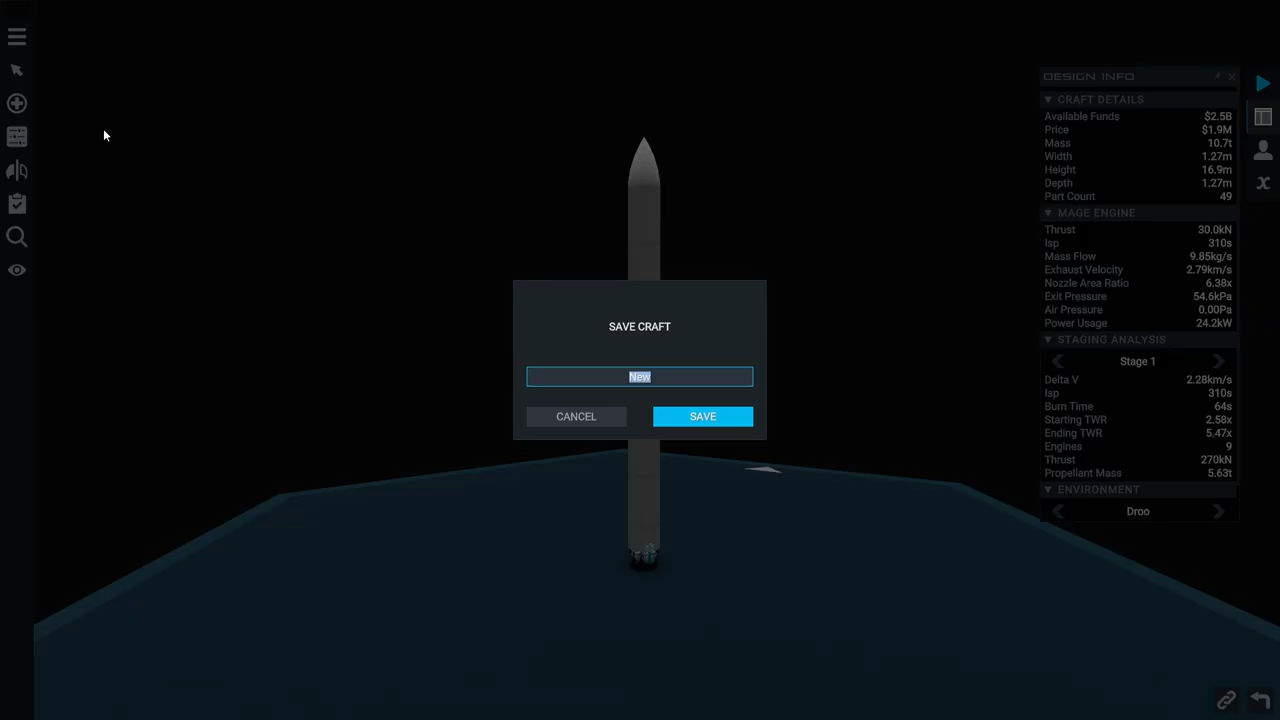 DESIGN INFO
CRAFT DETAILS
Available Funds $2.5B
Price $1.9M
Mass 10.7t
Width 1.27m
Height 16.9m
Depth 1.27m
Part Count 49
MAGE ENGINE
Thrust 30.0kN
Isp 310s
Mass Flow 9.85kg/s
Exhaust Velocity 2.79km/s
Nozzle Area Ratio 6.38x
Exit Pressure 54.6kPa
Air Pressure 0.00Pa
Power Usage 24.2kW
STAGING ANALYSIS
Stage 1
Delta V 2.28km/s
Isp 310s
Burn Time 64s
Starting TWR 2.58x
Ending TWR 5.47x
Engines 9
Thrust 270kN
Propellant Mass 5.63t
ENVIRONMENT
Droo
SAVE CRAFT
New
CANCEL SAVE